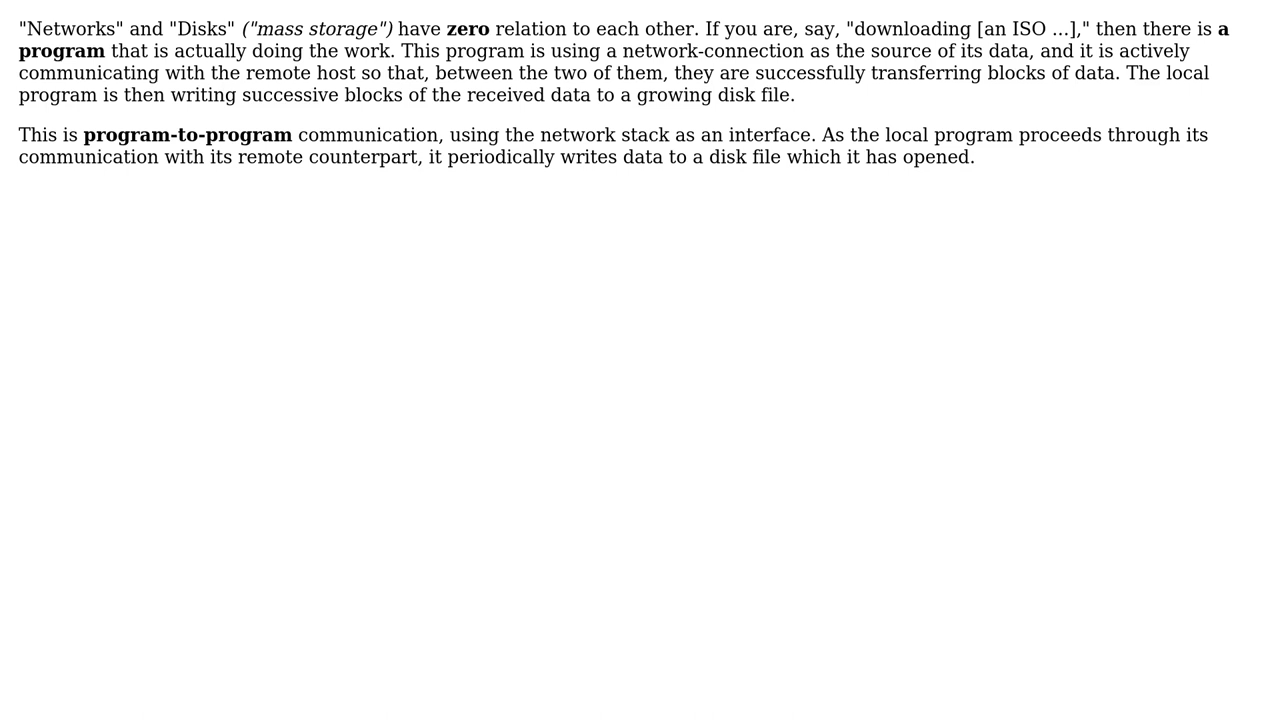 "Networks" and "Disks" ("mass storage") have zero relation to each other. If you are, say, "downloading [an ISO ...]," then there is a
program that is actually doing the work. This program is using a network-connection as the source of its data, and it is actively
communicating with the remote host so that, between the two of them, they are successfully transferring blocks of data. The local
program is then writing successive blocks of the received data to a growing disk file.
This is program-to-program communication, using the network stack as an interface. As the local program proceeds through its
communication with its remote counterpart, it periodically writes data to a disk file which it has opened.